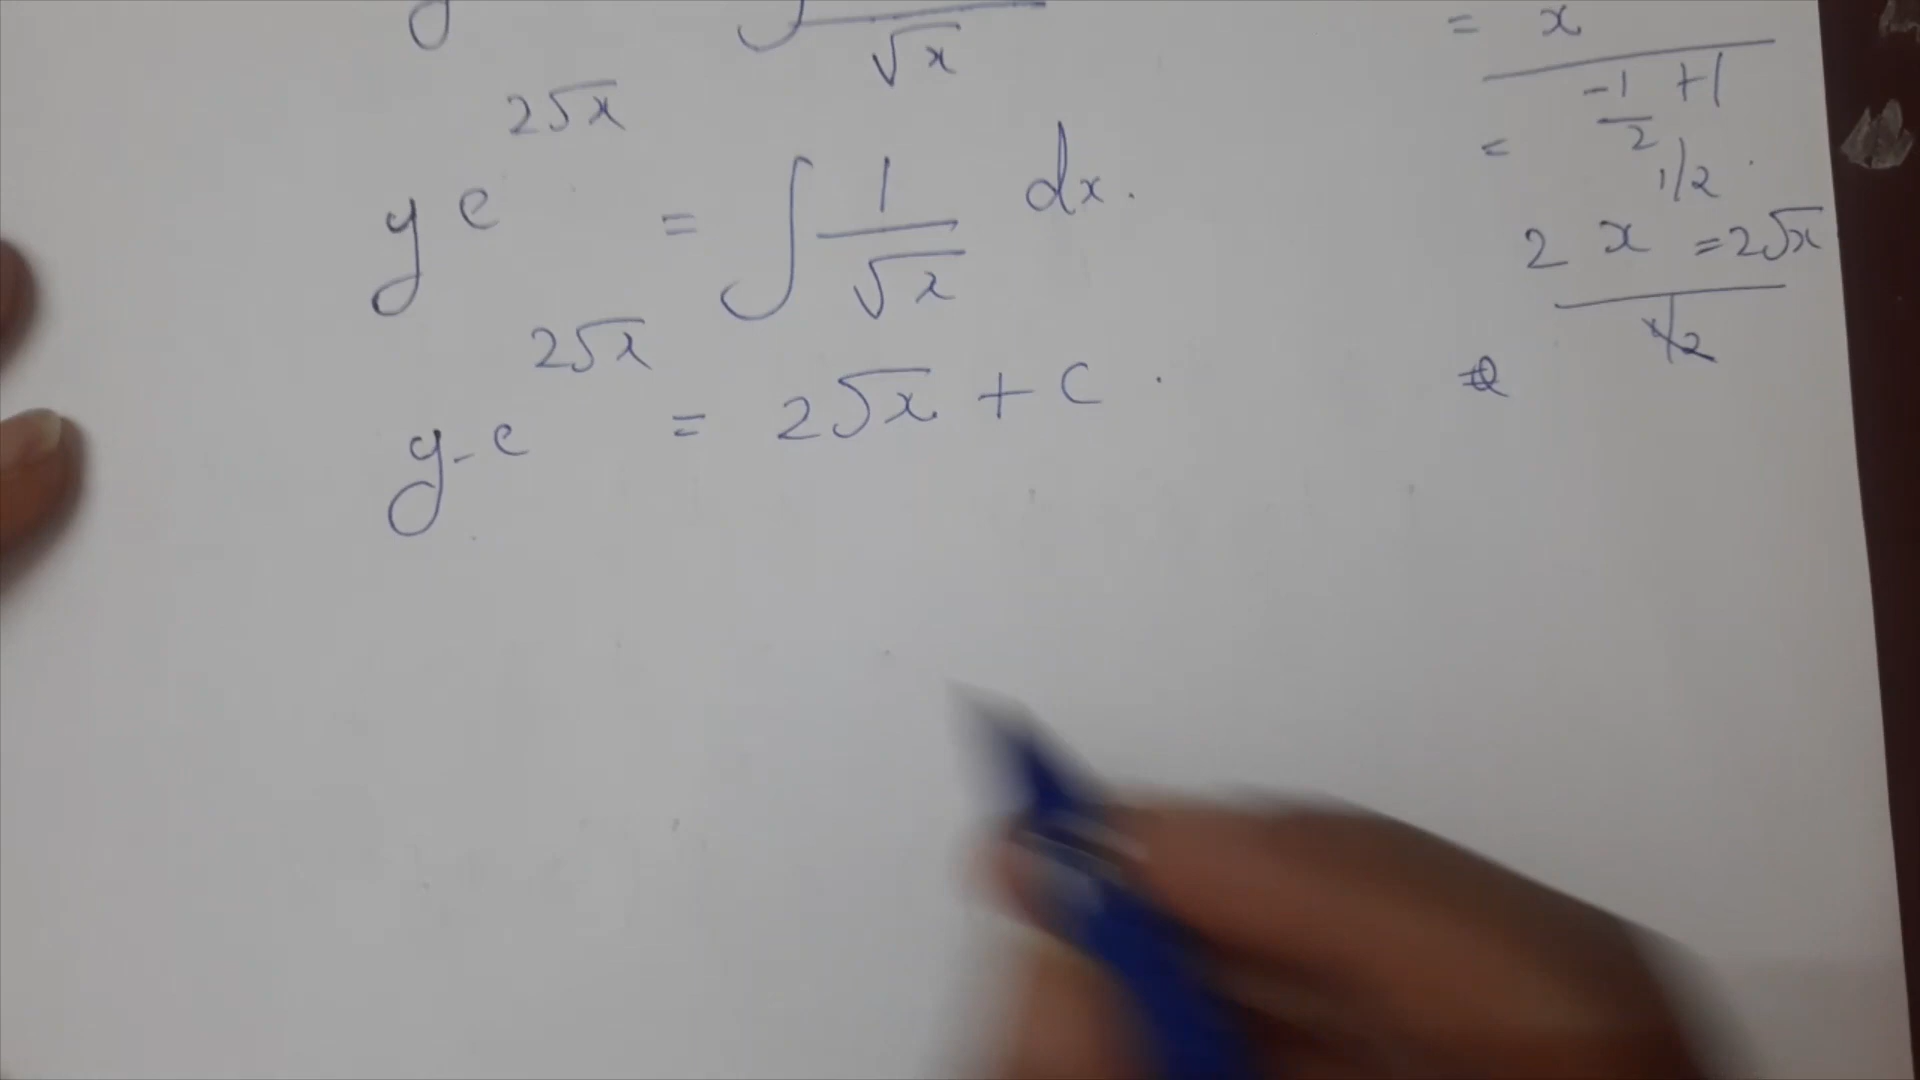 y ∫ ―― √x
y e^{2√x} = ∫ 1/√x dx.
y·e^{2√x} = 2√x + C.
= x
―――
-1/2 + 1
= 2 x^{1/2} = 2√x
―――
1/2